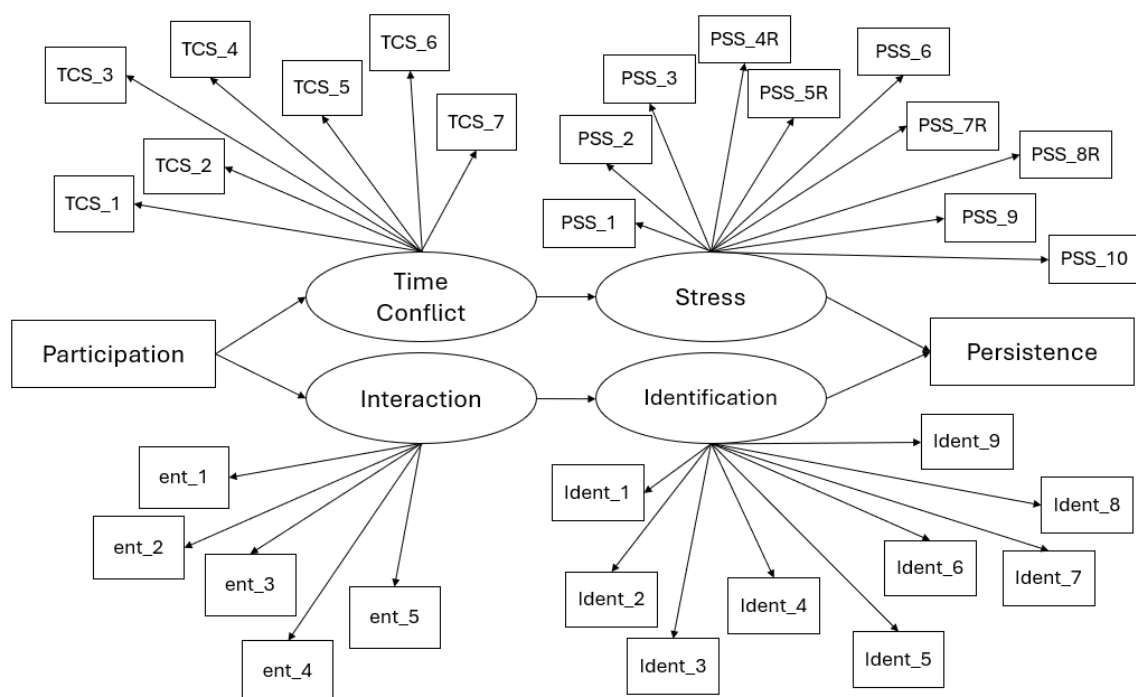 TCS_6
TCS_4
TCS_3
TCS_5
TCS_7
TCS_2
TCS_1
PSS_4R
PSS_6
PSS_3
PSS_5R
PSS_7R
PSS_2
PSS_8R
PSS_1
PSS_9
PSS_10
Time
Conflict
Stress
Participation
Persistence
Interaction
Identification
ent_1
ent_2
ent_3
ent_5
ent_4
Ident_9
Ident_1
Ident_8
Ident_6
Ident_7
Ident_2
Ident_4
Ident_3
Ident_5